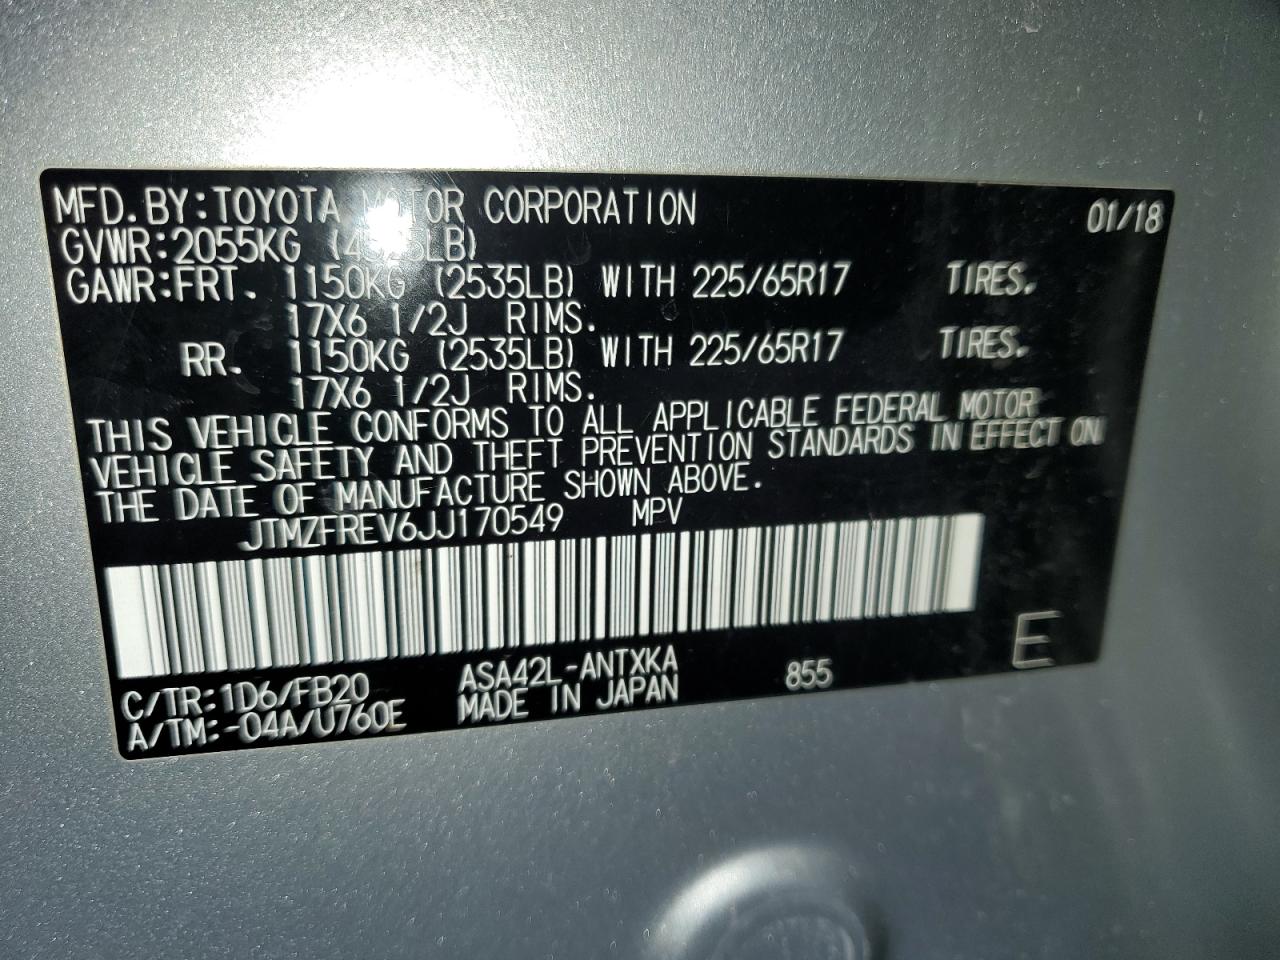 MFD.BY:TOYOTA MOTOR CORPORATION 01/18
GVWR:2055KG
GAWR:FRT. 1150KG (2535LB) WITH 225/65R17 TIRES.
17X6 1/2J RIMS.
RR. 1150KG (2535LB) WITH 225/65R17 TIRES.
17X6 1/2J RIMS.
THIS VEHICLE CONFORMS TO ALL APPLICABLE FEDERAL MOTOR
VEHICLE SAFETY AND THEFT PREVENTION STANDARDS IN EFFECT ON
THE DATE OF MANUFACTURE SHOWN ABOVE.
JTMZFREV6JJ170549 MPV
C/TR:1D6/FB20 ASA42L-ANTXKA 855 E
A/TM:-04A/U760E MADE IN JAPAN